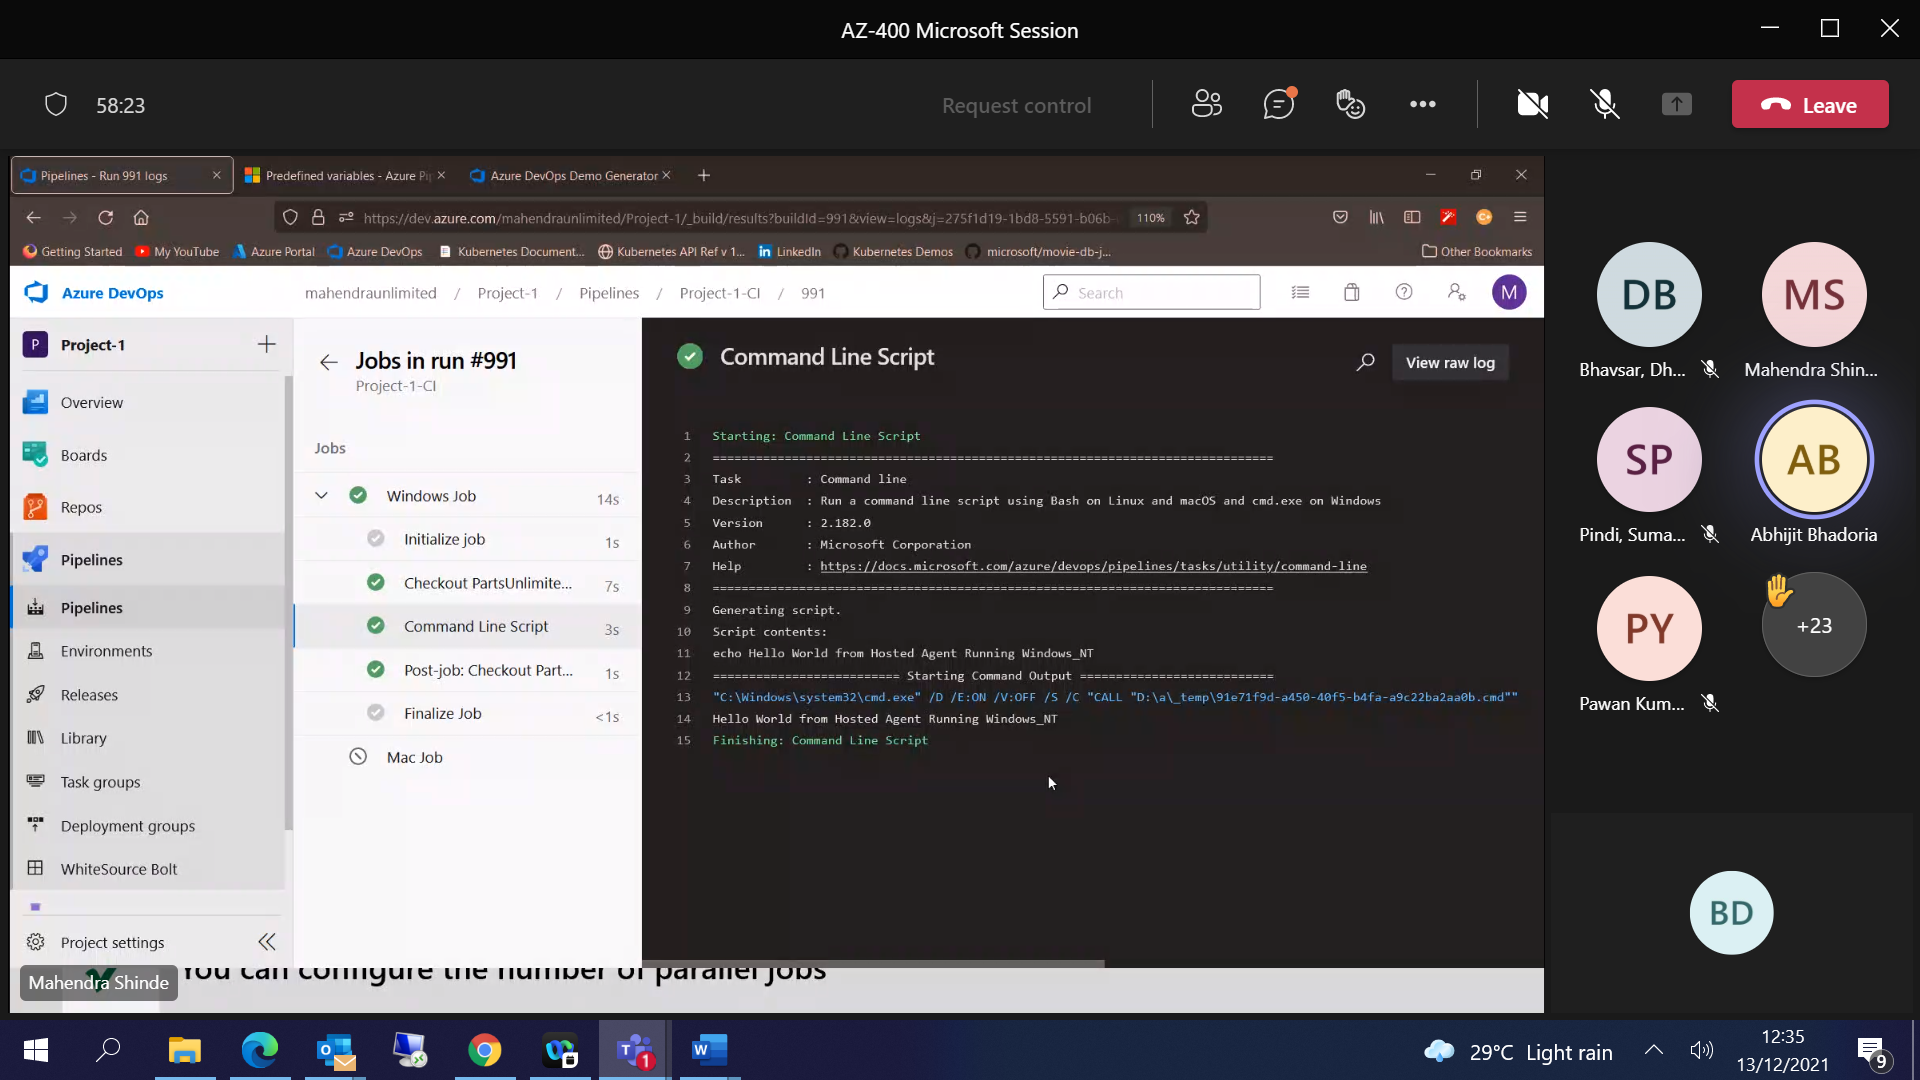 AZ-400 Microsoft Session
58:23
Request control
Leave
Pipelines - Run 991 logs
Predefined variables - Azure Pi
Azure DevOps Demo Generator
https://dev.azure.com/mahendraunlimited/Project-1/_build/results?buildId=991&view=logs&j=275f1d19-1bd8-5591-b06b-
110%
Getting Started
My YouTube
Azure Portal
Azure DevOps
Kubernetes Document...
Kubernetes API Ref v 1...
LinkedIn
Kubernetes Demos
microsoft/movie-db-j...
Other Bookmarks
Azure DevOps
mahendraunlimited / Project-1 / Pipelines / Project-1-CI / 991
Search
M
P
Project-1
Overview
Boards
Repos
Pipelines
Pipelines
Environments
Releases
Library
Task groups
Deployment groups
WhiteSource Bolt
Project settings
Jobs in run #991
Project-1-CI
Jobs
Windows Job 14s
Initialize job 1s
Checkout PartsUnlimite... 7s
Command Line Script 3s
Post-job: Checkout Part... 1s
Finalize Job <1s
Mac Job
Command Line Script
View raw log
1 Starting: Command Line Script
2 ==============================================================================
3 Task : Command line
4 Description : Run a command line script using Bash on Linux and macOS and cmd.exe on Windows
5 Version : 2.182.0
6 Author : Microsoft Corporation
7 Help : https://docs.microsoft.com/azure/devops/pipelines/tasks/utility/command-line
8 ==============================================================================
9 Generating script.
10 Script contents:
11 echo Hello World from Hosted Agent Running Windows_NT
12 ========================== Starting Command Output ===========================
13 "C:\Windows\system32\cmd.exe" /D /E:ON /V:OFF /S /C "CALL "D:\a\_temp\91e71f9d-a450-40f5-b4fa-a9c22ba2aa0b.cmd""
14 Hello World from Hosted Agent Running Windows_NT
15 Finishing: Command Line Script
You can configure the number of parallel jobs
Mahendra Shinde
DB
Bhavsar, Dh...
MS
Mahendra Shin...
SP
Pindi, Suma...
AB
Abhijit Bhadoria
PY
Pawan Kum...
+23
BD
29°C Light rain
12:35
13/12/2021
9
1